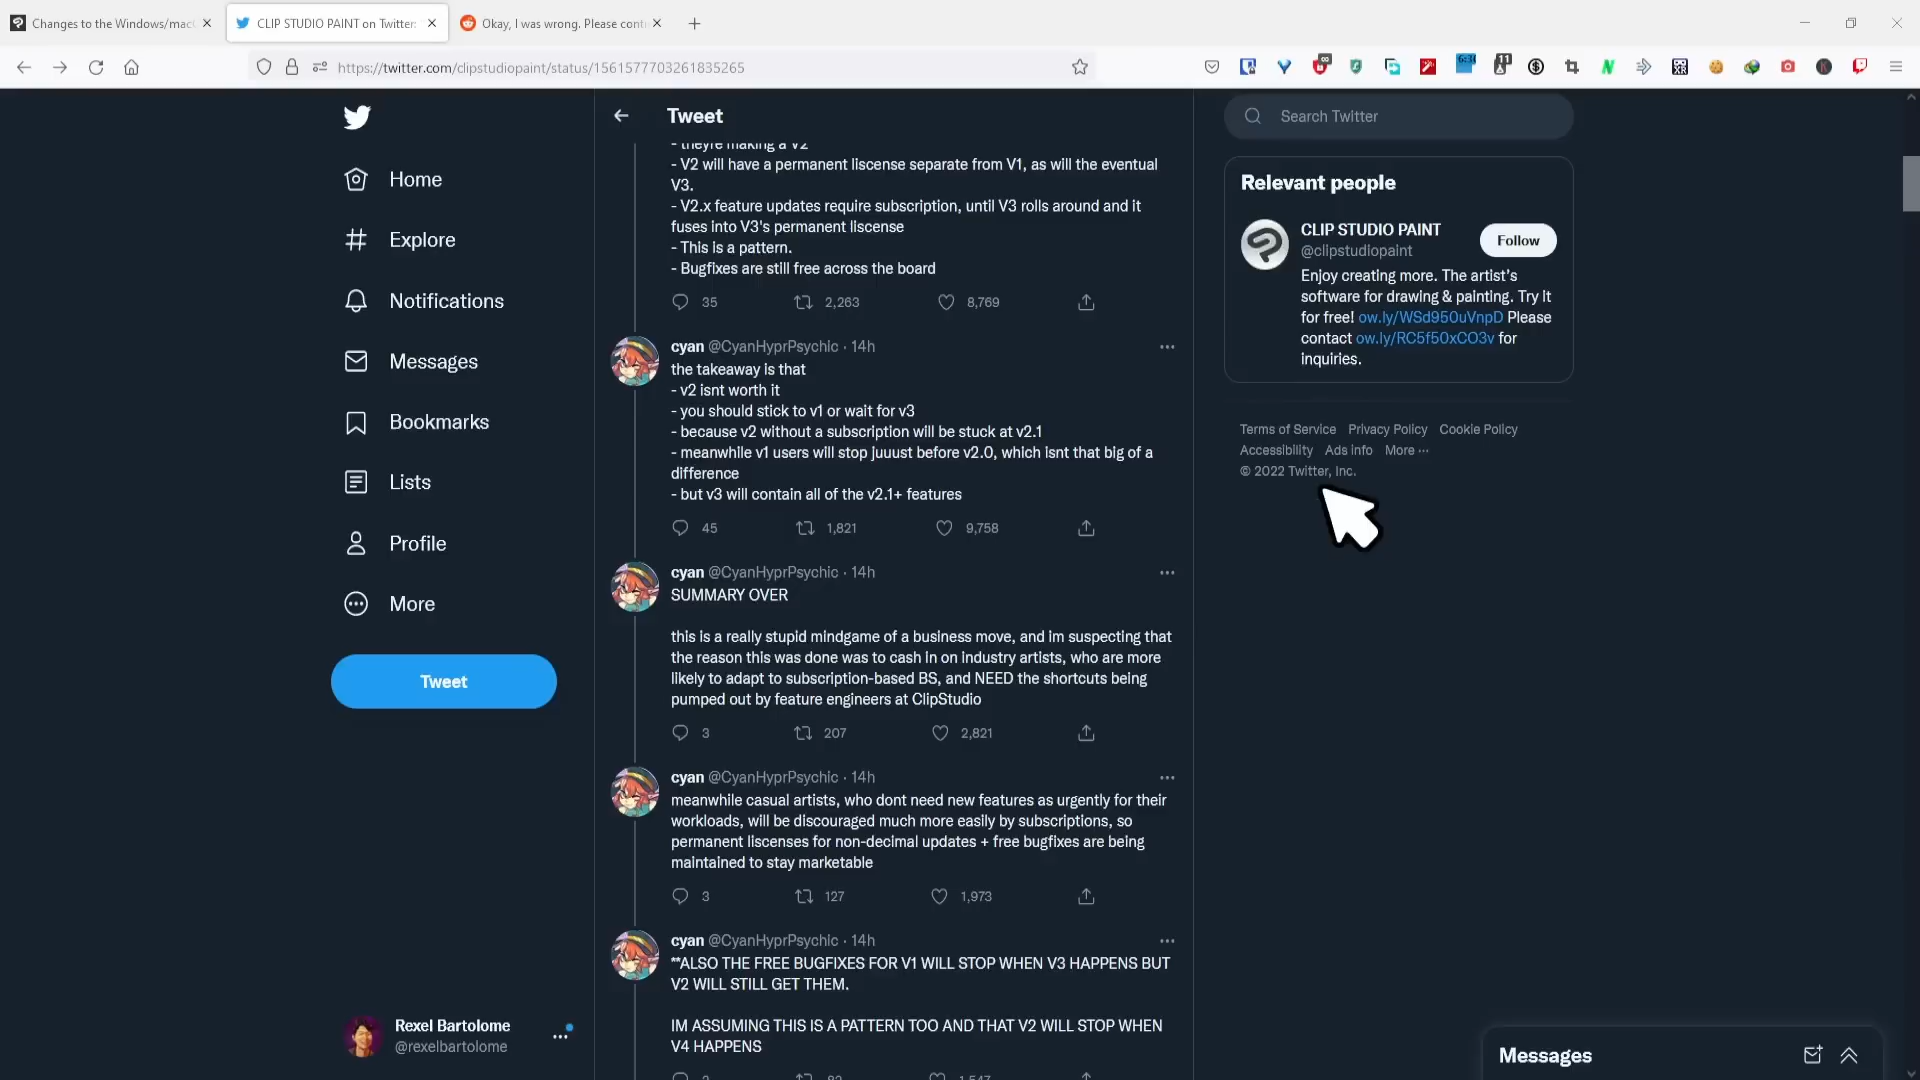 Changes to the Windows/mac
CLIP STUDIO PAINT on Twitter:
Okay, I was wrong. Please cont
https://twitter.com/clipstudiopaint/status/1561577703261835265
Home
Explore
Notifications
Messages
Bookmarks
Lists
Profile
More
Tweet
Rexel Bartolome
@rexelbartolome
Tweet
- theyre making a v2
- V2 will have a permanent liscense separate from V1, as will the eventual
V3.
- V2.x feature updates require subscription, until V3 rolls around and it
fuses into V3's permanent liscense
- This is a pattern.
- Bugfixes are still free across the board
35 2,263 8,769
cyan @CyanHyprPsychic · 14h
the takeaway is that
- v2 isnt worth it
- you should stick to v1 or wait for v3
- because v2 without a subscription will be stuck at v2.1
- meanwhile v1 users will stop juuust before v2.0, which isnt that big of a
difference
- but v3 will contain all of the v2.1+ features
45 1,821 9,758
cyan @CyanHyprPsychic · 14h
SUMMARY OVER
this is a really stupid mindgame of a business move, and im suspecting that
the reason this was done was to cash in on industry artists, who are more
likely to adapt to subscription-based BS, and NEED the shortcuts being
pumped out by feature engineers at ClipStudio
3 207 2,821
cyan @CyanHyprPsychic · 14h
meanwhile casual artists, who dont need new features as urgently for their
workloads, will be discouraged much more easily by subscriptions, so
permanent liscenses for non-decimal updates + free bugfixes are being
maintained to stay marketable
3 127 1,973
cyan @CyanHyprPsychic · 14h
**ALSO THE FREE BUGFIXES FOR V1 WILL STOP WHEN V3 HAPPENS BUT
V2 WILL STILL GET THEM.
IM ASSUMING THIS IS A PATTERN TOO AND THAT V2 WILL STOP WHEN
V4 HAPPENS
Search Twitter
Relevant people
CLIP STUDIO PAINT
@clipstudiopaint
Follow
Enjoy creating more. The artist's
software for drawing & painting. Try it
for free! ow.ly/WSd950uVnpD Please
contact ow.ly/RC5f50xCO3v for
inquiries.
Terms of Service Privacy Policy Cookie Policy
Accessibility Ads info More ···
© 2022 Twitter, Inc.
Messages